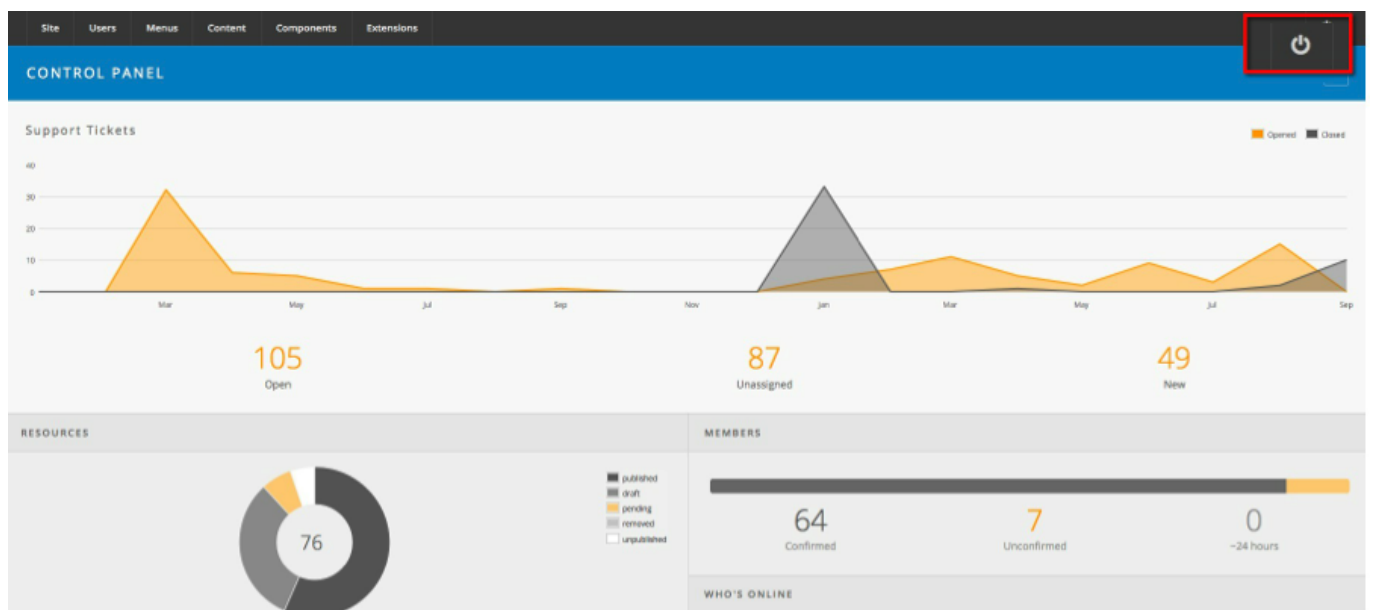 Site Users Menus Content Components Extensions
CONTROL PANEL
Support Tickets
Opened Closed
40
30
20
10
0
Mar May Jul Sep Nov Jan Mar May Jul Sep
105 87 49
Open Unassigned New
RESOURCES MEMBERS
published
draft
pending
removed
unpublished
76
64 7 0
Confirmed Unconfirmed ~24 hours
WHO'S ONLINE